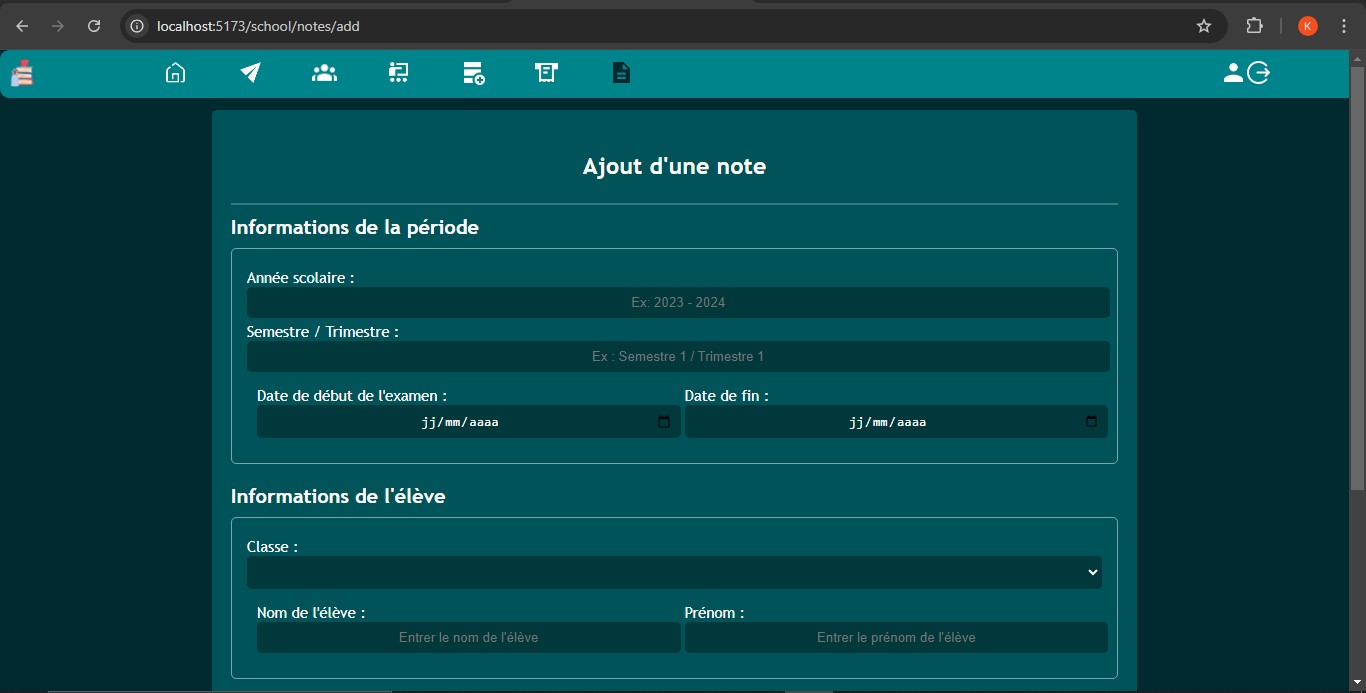 localhost:5173/school/notes/add
K
Ajout d'une note
Informations de la période
Année scolaire :
Ex: 2023 - 2024
Semestre / Trimestre :
Ex : Semestre 1 / Trimestre 1
Date de début de l'examen : Date de fin :
jj/mm/aaaa jj/mm/aaaa
Informations de l'élève
Classe :
Nom de l'élève : Prénom :
Entrer le nom de l'élève Entrer le prénom de l'élève